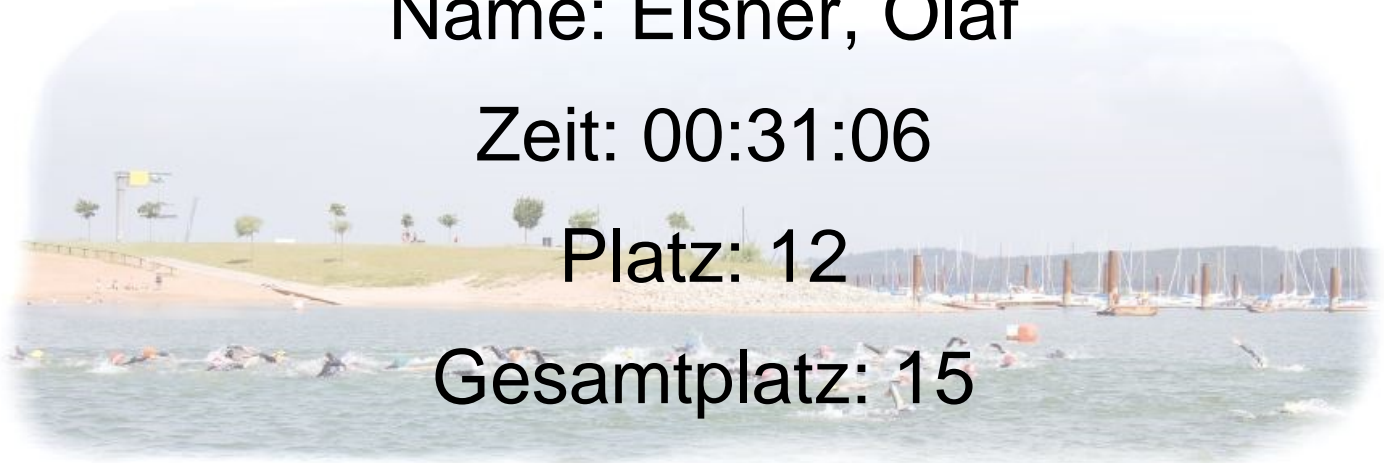 Name: Elsner, Olaf
Zeit: 00:31:06
Platz: 12
Gesamtplatz: 15